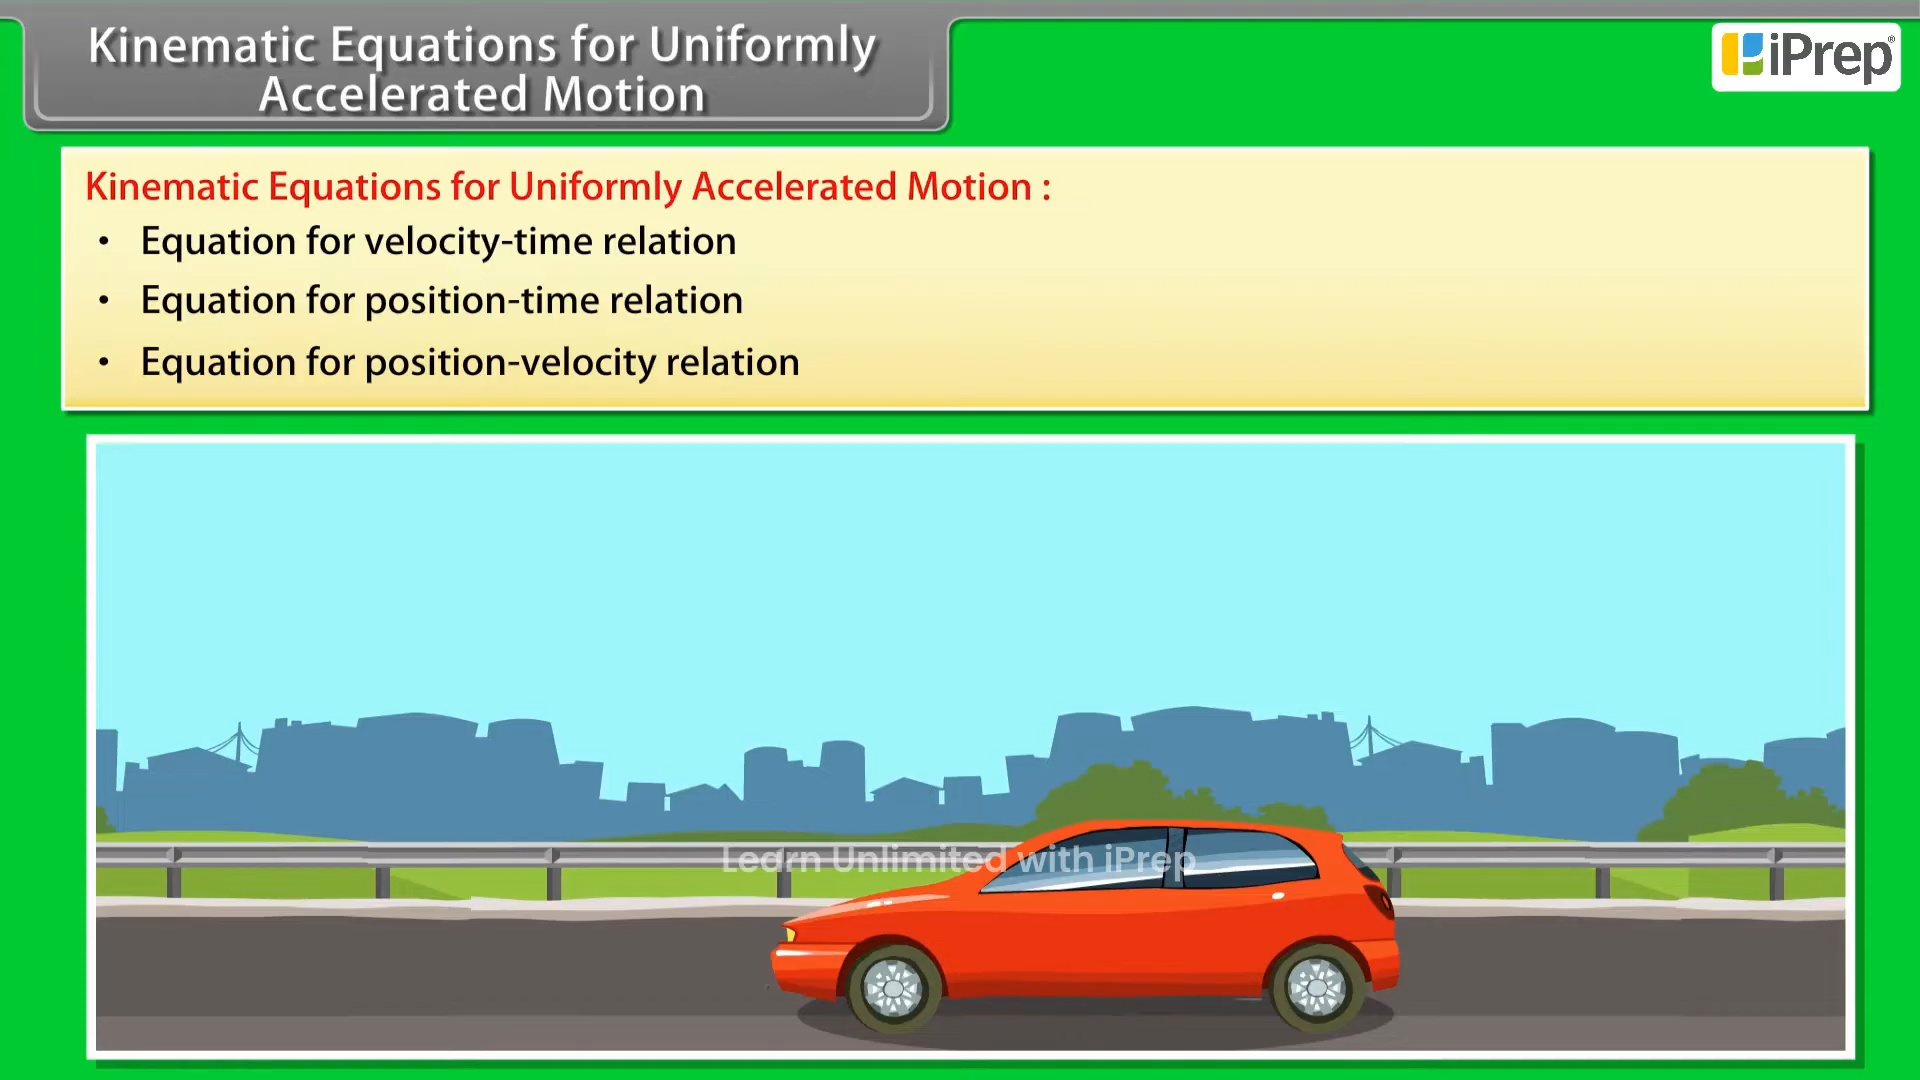 Kinematic Equations for Uniformly
Accelerated Motion
iPrep®
Kinematic Equations for Uniformly Accelerated Motion :
• Equation for velocity-time relation
• Equation for position-time relation
• Equation for position-velocity relation
Learn Unlimited with iPrep